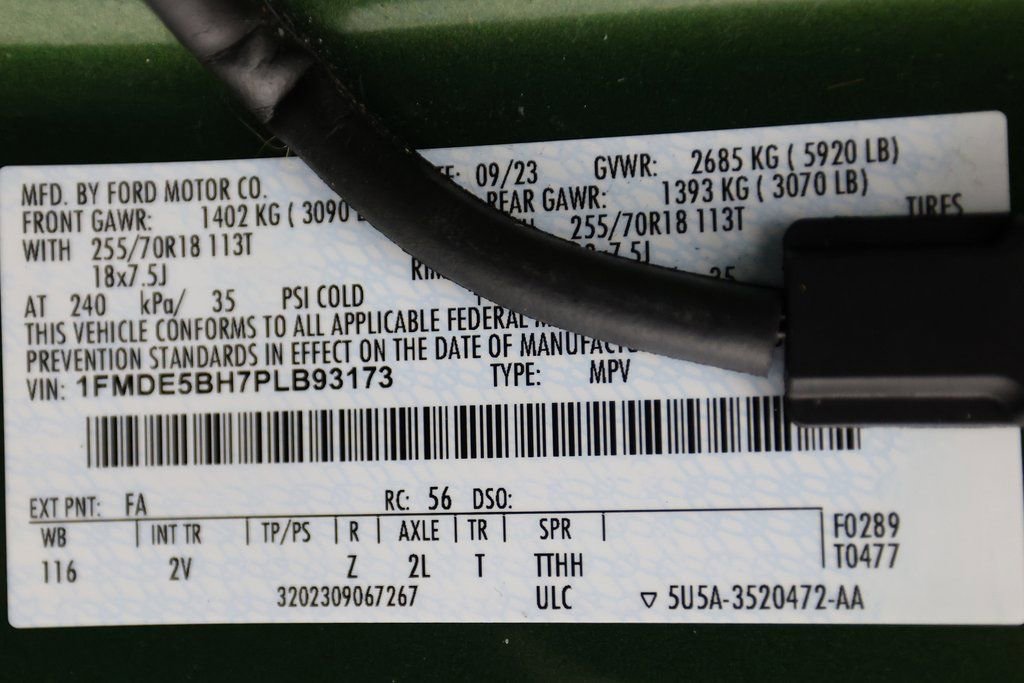 MFD. BY FORD MOTOR CO. 09/23 GVWR: 2685 KG ( 5920 LB)
FRONT GAWR: 1402 KG ( 3090 REAR GAWR: 1393 KG ( 3070 LB)
WITH 255/70R18 113T 255/70R18 113T TIRES
18x7.5J
AT 240 kPa/ 35 PSI COLD
THIS VEHICLE CONFORMS TO ALL APPLICABLE FEDERAL
PREVENTION STANDARDS IN EFFECT ON THE DATE OF
VIN: 1FMDE5BH7PLB93173 TYPE: MPV
EXT PNT: FA RC: 56 DSO:
WB INT TR TP/PS R AXLE TR SPR F0289
116 2V Z 2L T TTHH T0477
3202309067267 ULC ▽ 5U5A-3520472-AA